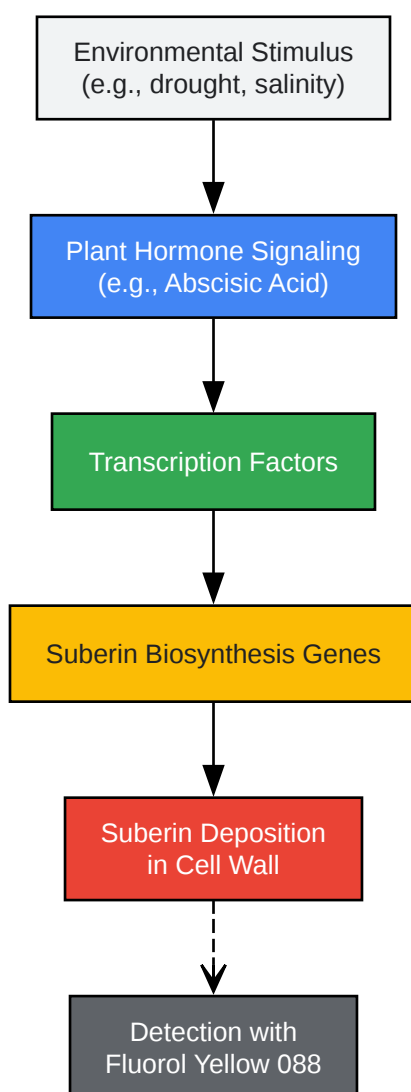 Environmental Stimulus
(e.g., drought, salinity)
Plant Hormone Signaling
(e.g., Abscisic Acid)
Transcription Factors
Suberin Biosynthesis Genes
Suberin Deposition
in Cell Wall
Detection with
Fluorol Yellow 088